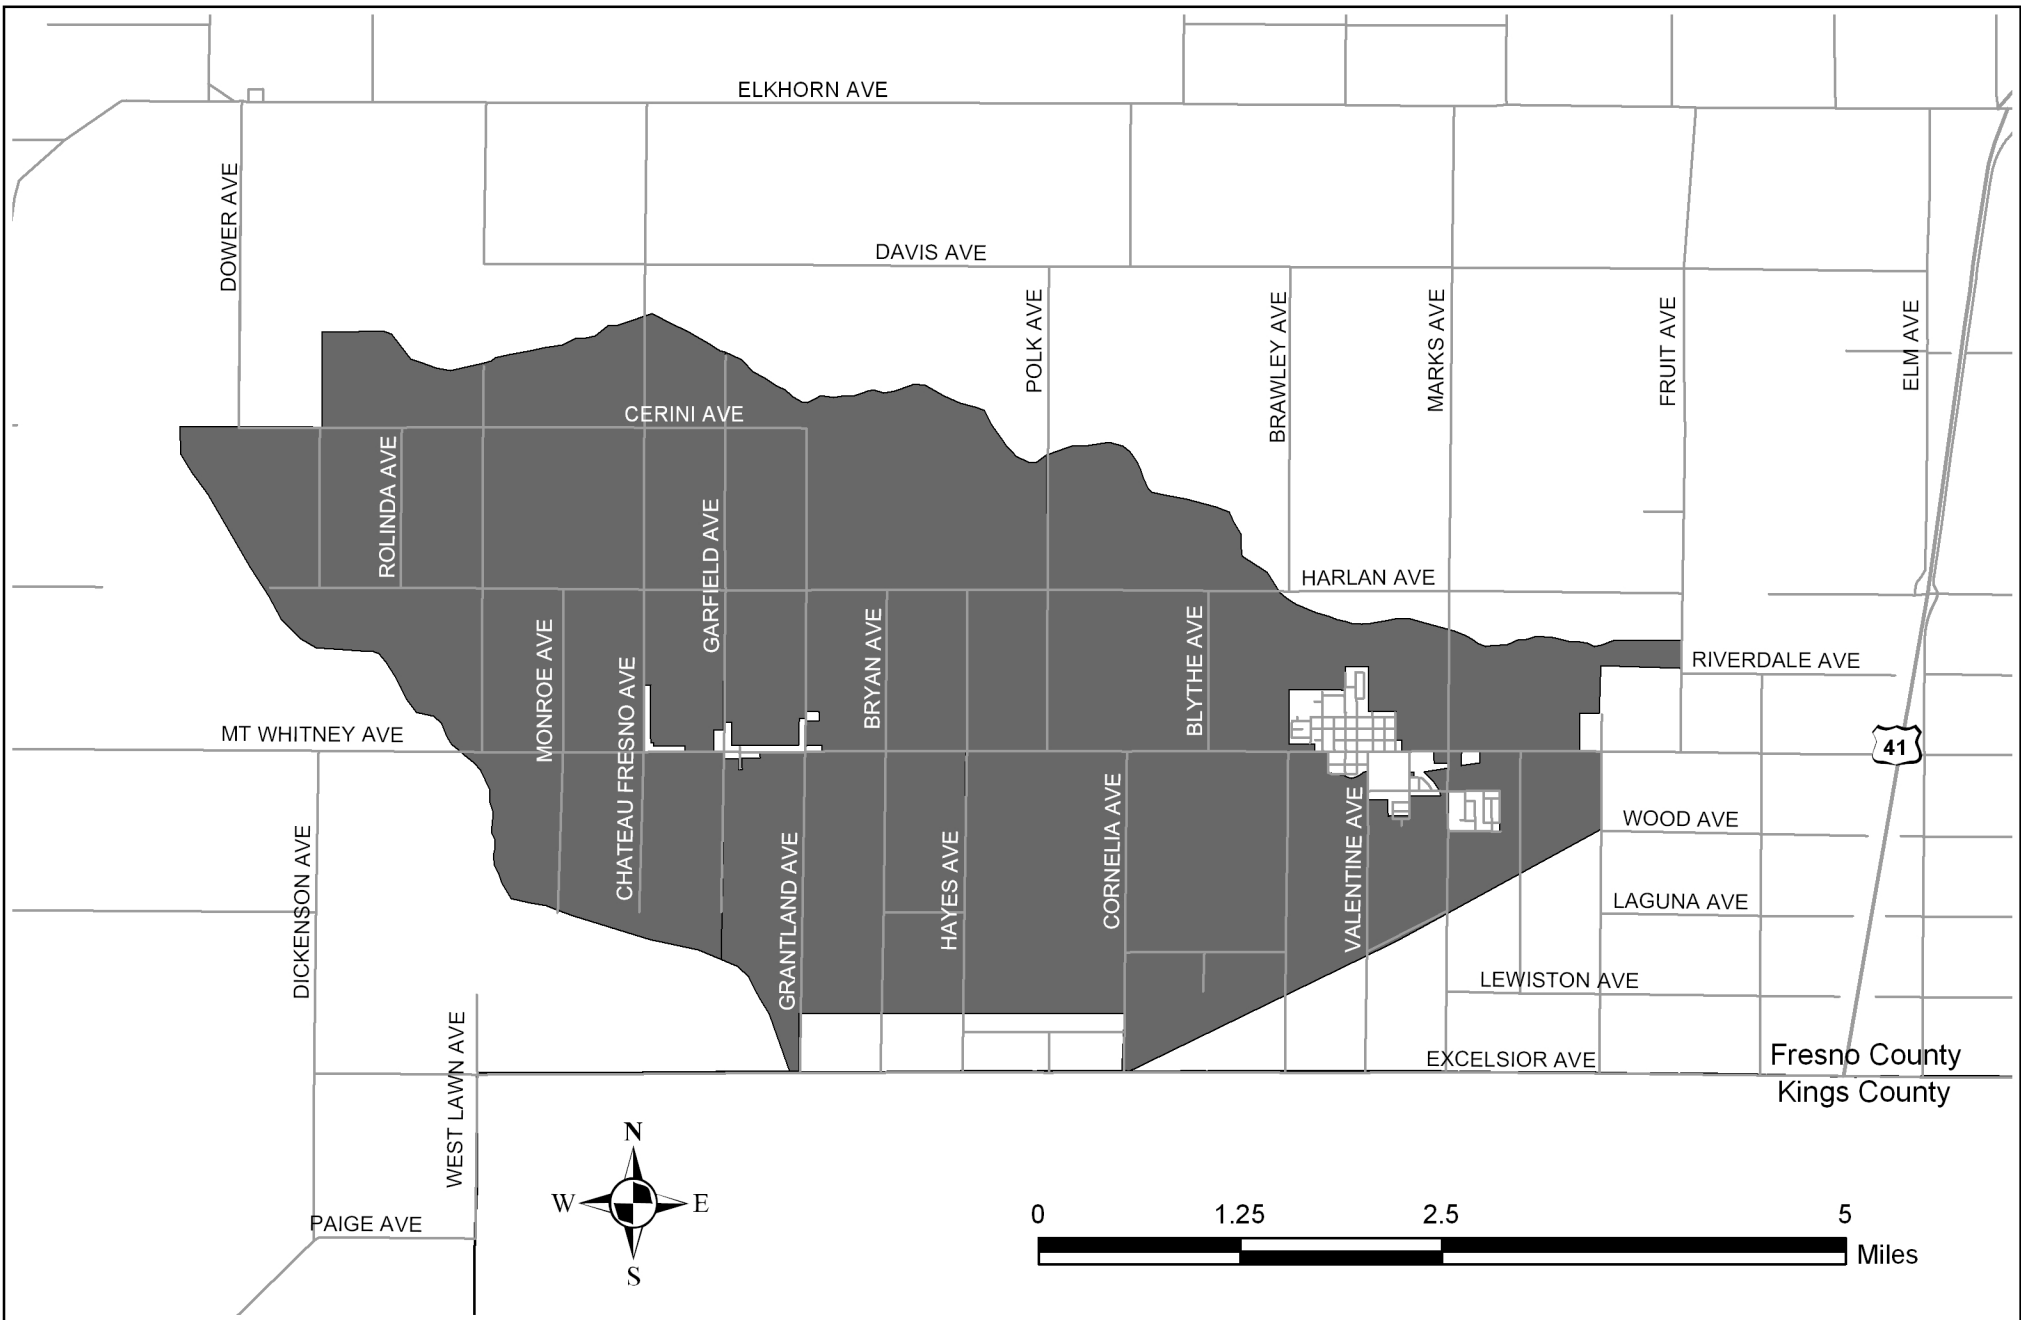 ELKHORN AVE
DOWER AVE
DAVIS AVE
POLK AVE
BRAWLEY AVE
MARKS AVE
FRUIT AVE
ELM AVE
CERINI AVE
ROLINDA AVE
GARFIELD AVE
HARLAN AVE
MONROE AVE
CHATEAU FRESNO AVE
BRYAN AVE
BLYTHE AVE
RIVERDALE AVE
MT WHITNEY AVE
41
DICKENSON AVE
GRANTLAND AVE
HAYES AVE
CORNELIA AVE
VALENTINE AVE
WOOD AVE
LAGUNA AVE
LEWISTON AVE
WEST LAWN AVE
EXCELSIOR AVE
Fresno County
Kings County
PAIGE AVE
N
W
E
S
0 1.25 2.5 5
Miles